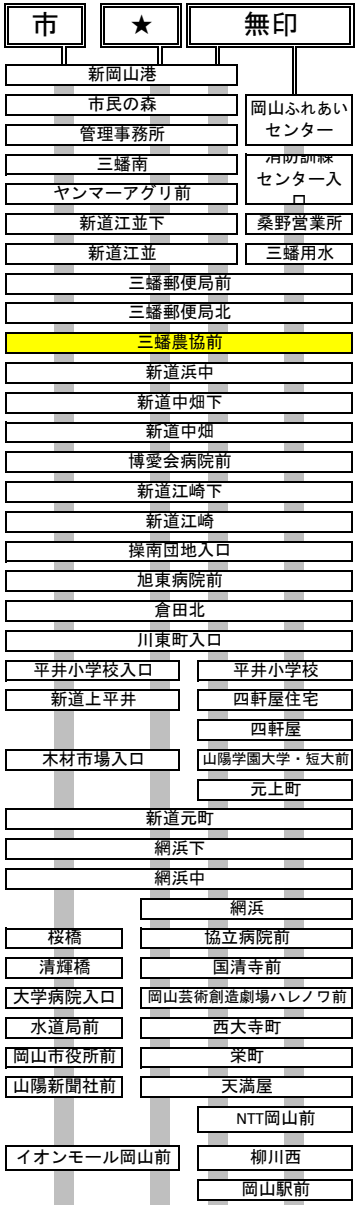 市 ★ 無印
新岡山港
市民の森
岡山ふれあい
センター
管理事務所
三蟠南
消防訓練
センター入
口
ヤンマーアグリ前
新道江並下
桑野営業所
新道江並
三蟠用水
三蟠郵便局前
三蟠郵便局北
三蟠農協前
新道浜中
新道中畑下
新道中畑
博愛会病院前
新道江崎下
新道江崎
操南団地入口
旭東病院前
倉田北
川東町入口
平井小学校入口
平井小学校
新道上平井
四軒屋住宅
四軒屋
木材市場入口
山陽学園大学・短大前
元上町
新道元町
網浜下
網浜中
網浜
桜橋
協立病院前
清輝橋
国清寺前
大学病院入口
岡山芸術創造劇場ハレノワ前
水道局前
西大寺町
岡山市役所前
栄町
山陽新聞社前
天満屋
NTT岡山前
イオンモール岡山前
柳川西
岡山駅前